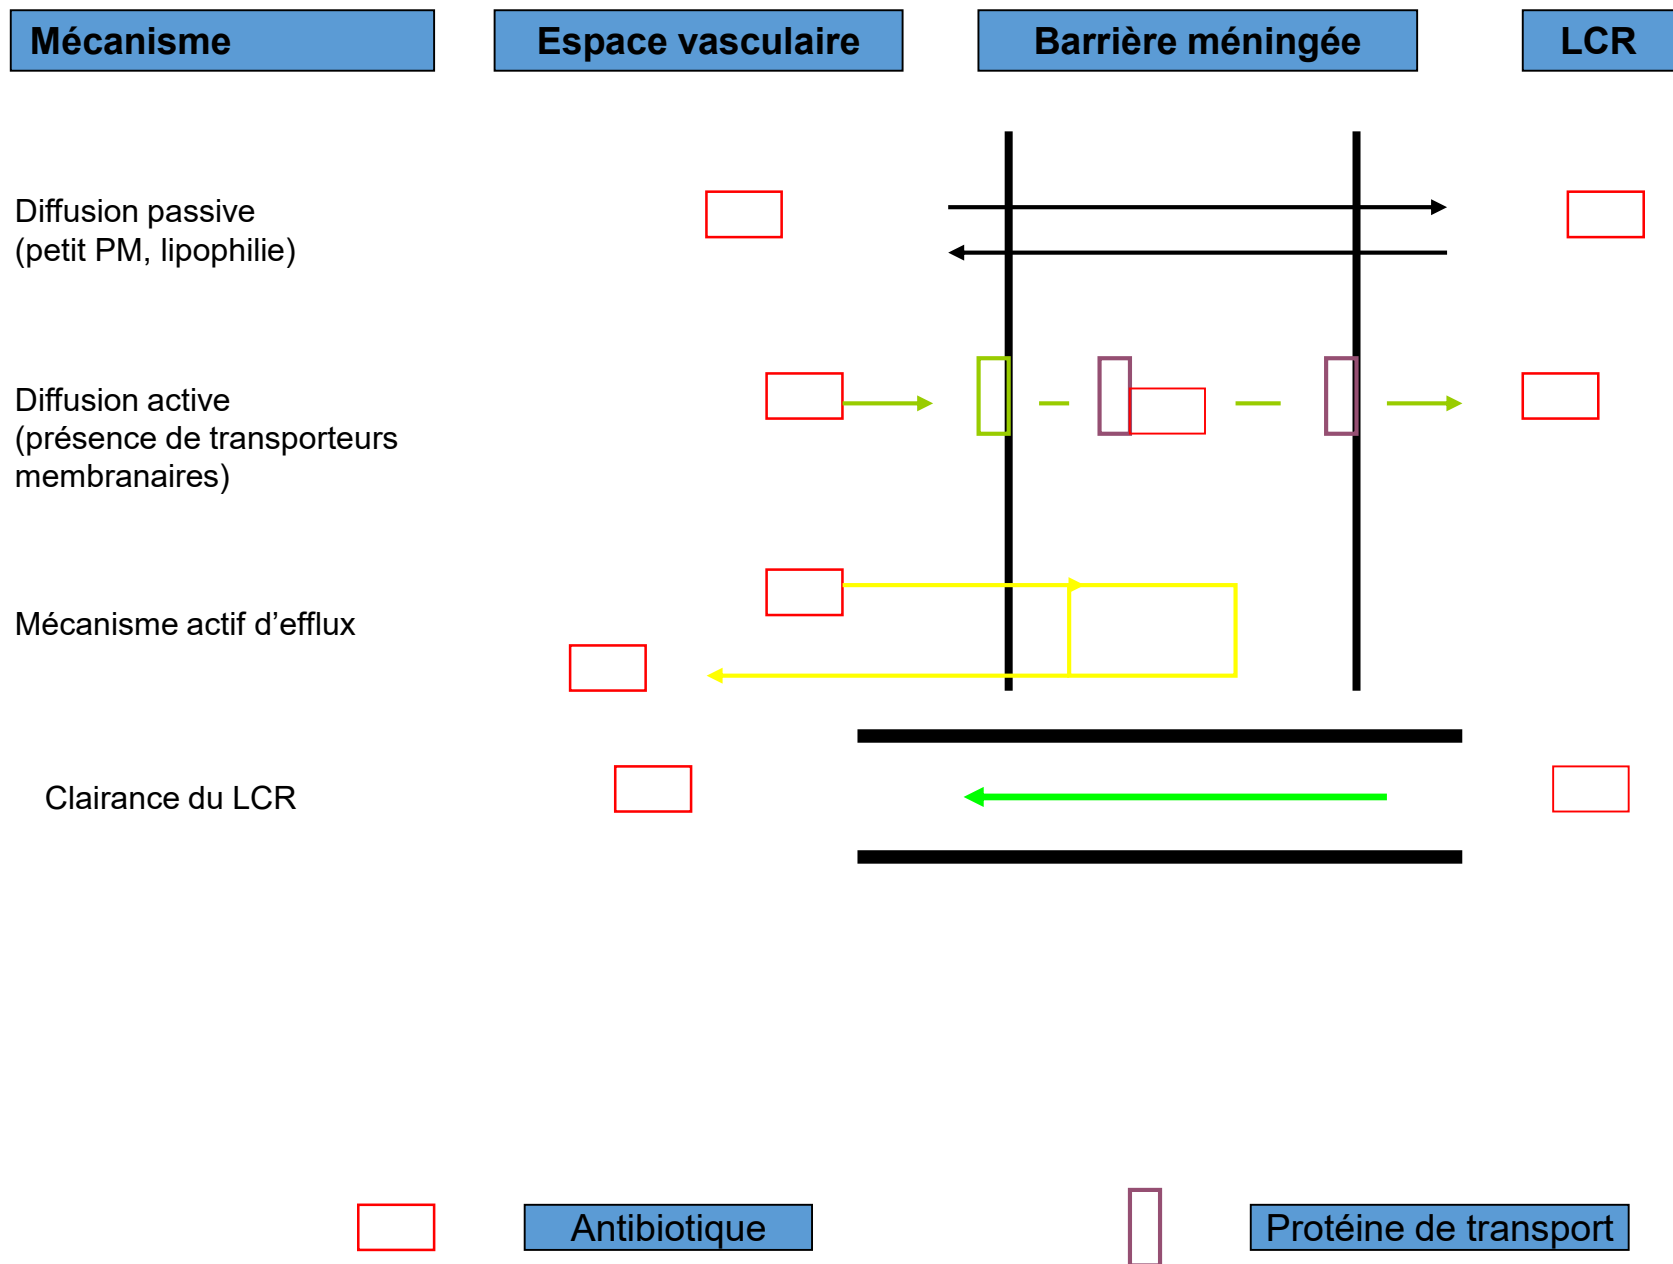 Mécanisme
Espace vasculaire
Barrière méningée
LCR
Diffusion passive
(petit PM, lipophilie)
Diffusion active
(présence de transporteurs
membranaires)
Mécanisme actif d’efflux
Clairance du LCR
Antibiotique
Protéine de transport